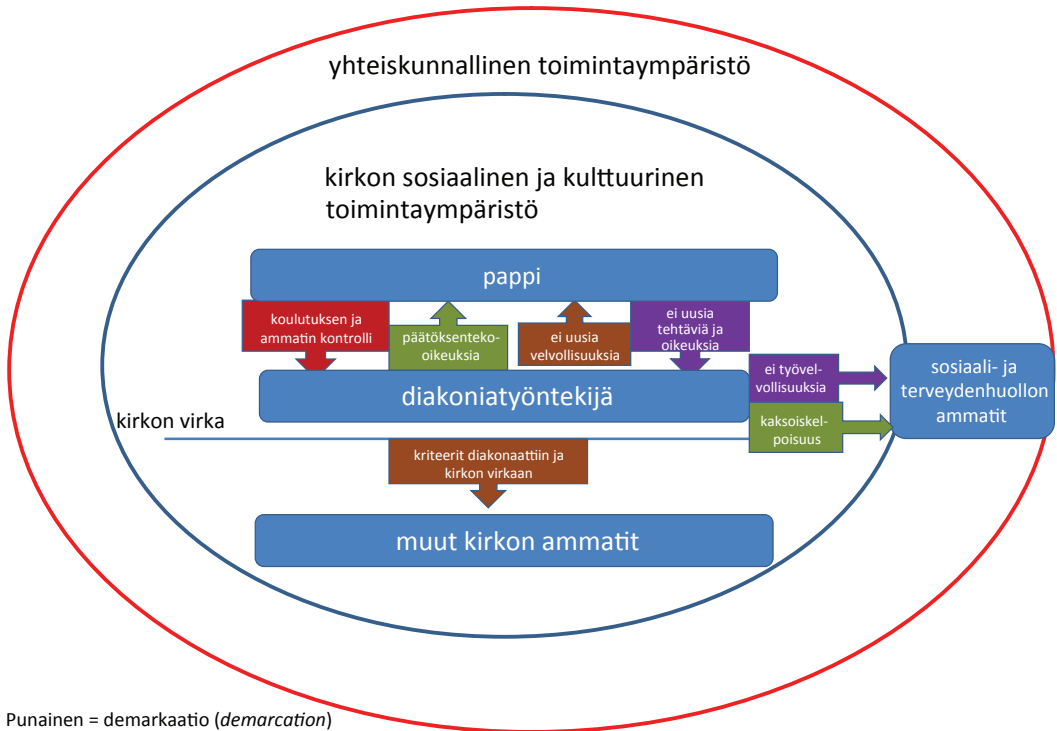 yhteiskunnallinen toimintaympäristö
kirkon sosiaalinen ja kulttuurinen
toimintaympäristö
pappi
koulutuksen ja
ammatin kontrolli
päätöksenteko-
oikeuksia
ei uusia
velvollisuuksia
ei uusia
tehtäviä ja
oikeuksia
diakoniatyöntekijä
ei työvel-
vollisuuksia
kaksoiskel-
poisuus
sosiaali- ja
terveydenhuollon
ammatit
kirkon virka
kriteerit diakonaattiin ja
kirkon virkaan
muut kirkon ammatit
Punainen = demarkaatio (demarcation)